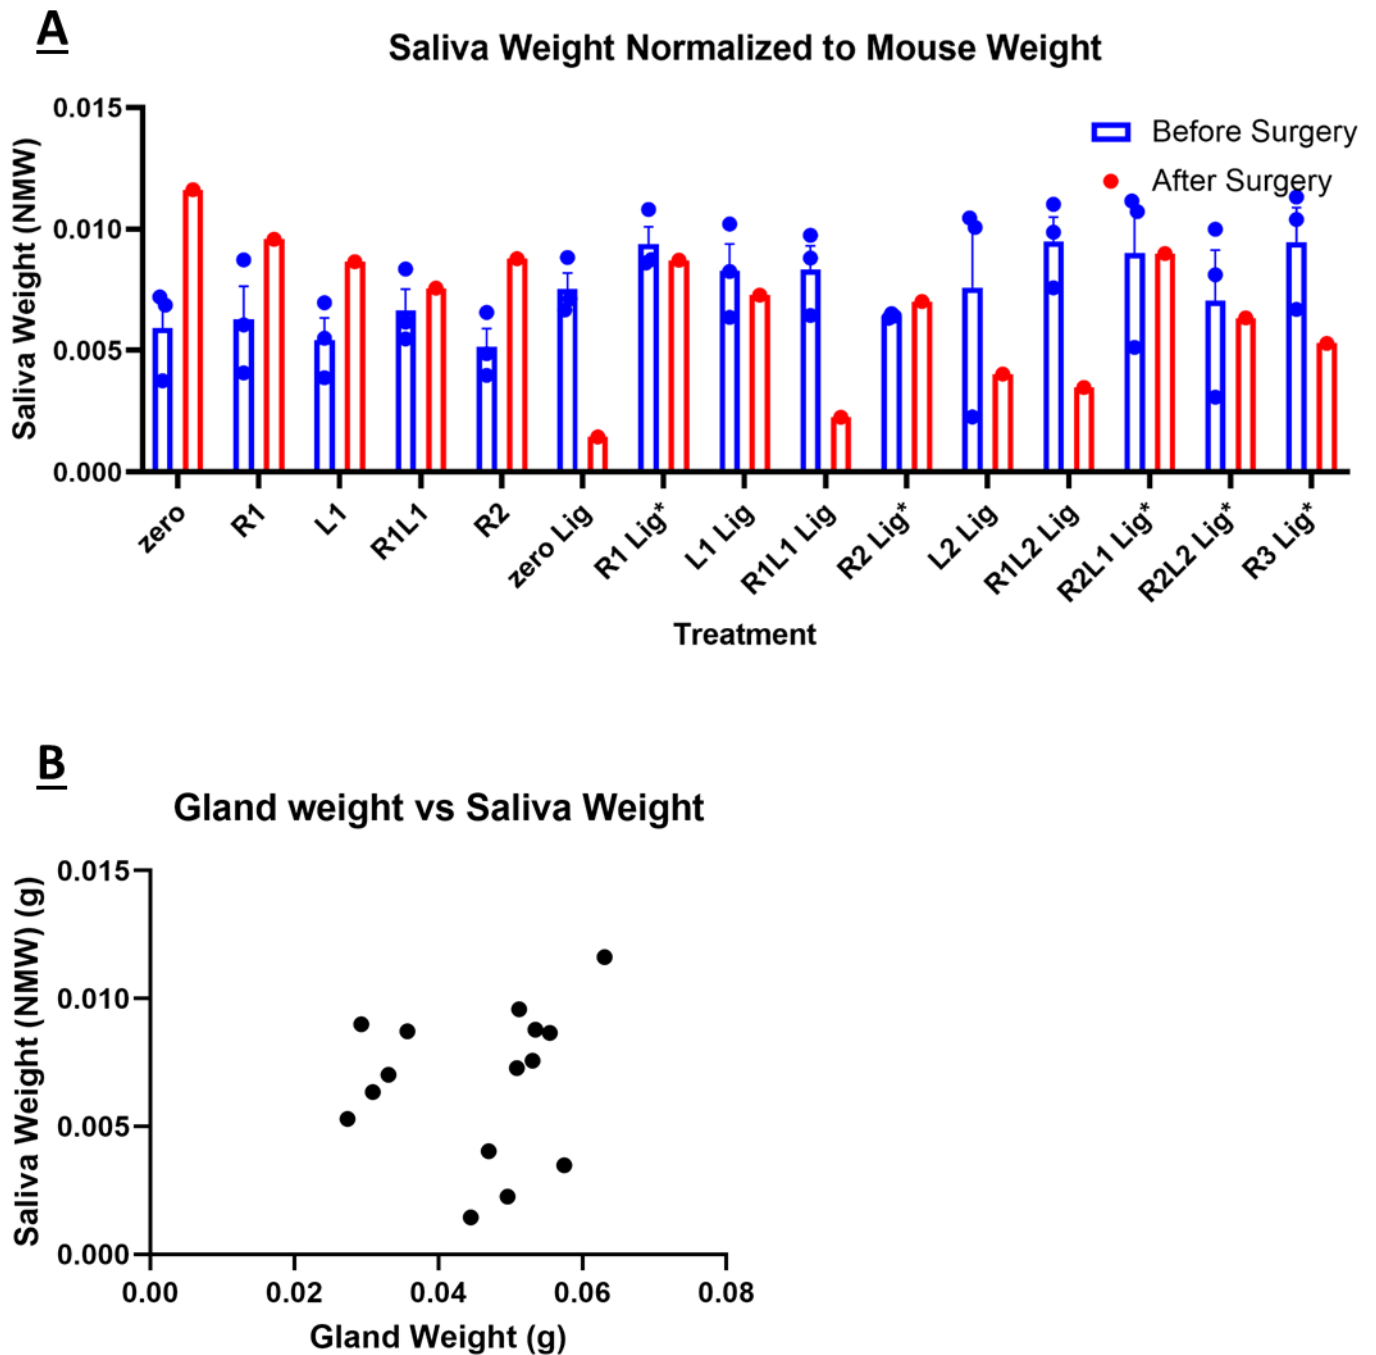 A
Saliva Weight Normalized to Mouse Weight
Saliva Weight (NMW)
0.015
0.010
0.005
0.000
Before Surgery
After Surgery
zero
R1
L1
R1L1
R2
zero Lig
R1 Lig*
L1 Lig
R1L1 Lig
R2 Lig*
L2 Lig
R1L2 Lig
R2L1 Lig*
R2L2 Lig*
R3 Lig*
Treatment
B
Gland weight vs Saliva Weight
Saliva Weight (NMW) (g)
0.015
0.010
0.005
0.000
0.00
0.02
0.04
0.06
0.08
Gland Weight (g)